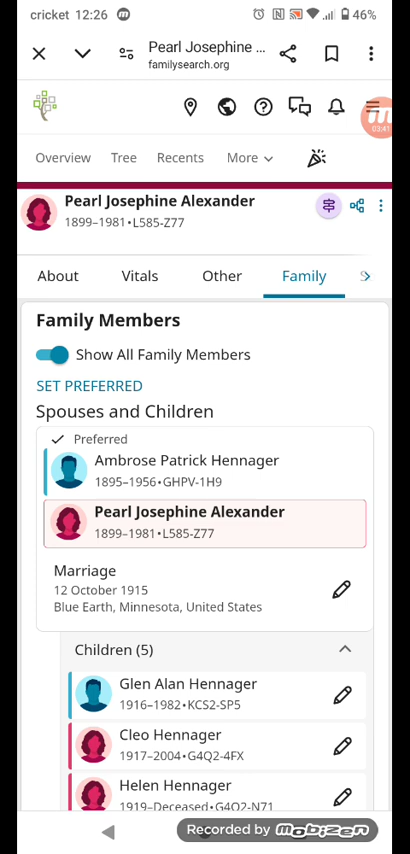 cricket 12:26 46%
Pearl Josephine ...
familysearch.org
03:41
Overview Tree Recents More
Pearl Josephine Alexander
1899–1981•L585-Z77
About Vitals Other Family S
Family Members
Show All Family Members
SET PREFERRED
Spouses and Children
Preferred
Ambrose Patrick Hennager
1895–1956•GHPV-1H9
Pearl Josephine Alexander
1899–1981•L585-Z77
Marriage
12 October 1915
Blue Earth, Minnesota, United States
Children (5)
Glen Alan Hennager
1916–1982•KCS2-SP5
Cleo Hennager
1917–2004•G4Q2-4FX
Helen Hennager
1919–Deceased•G4Q2-N71
Recorded by mobizen